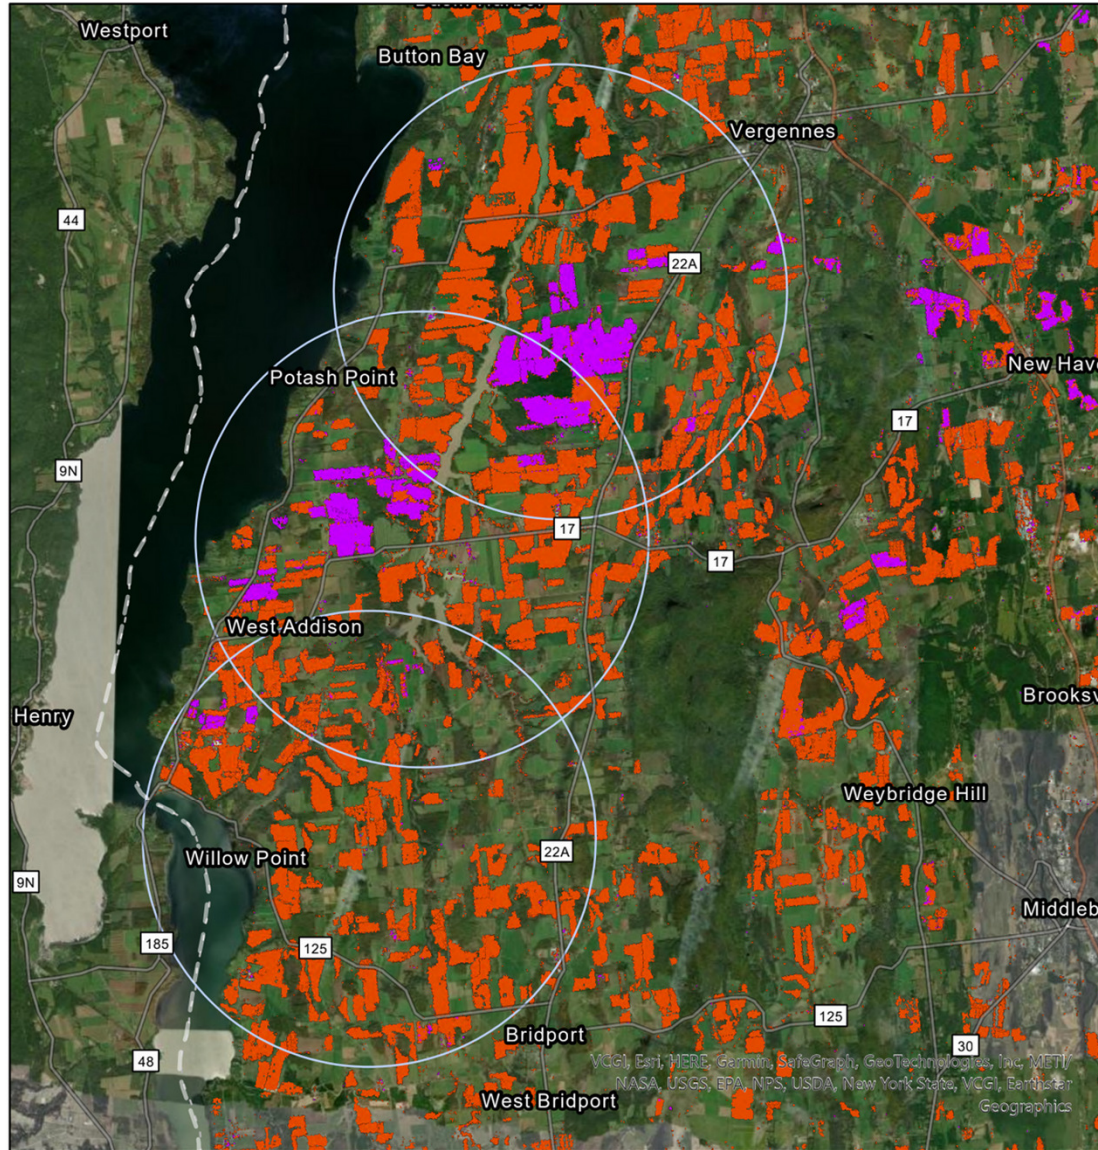 Westport
Button Bay
Vergennes
44
22A
Potash Point
New Have
17
9N
17
17
West Addison
Henry
Brooksv
Weybridge Hill
Willow Point
22A
9N
Middleb
185
125
125
Bridport
30
48
VCGI, Esri, HERE, Garmin, SafeGraph, GeoTechnologies, Inc, METI/
NASA, USGS, EPA, NPS, USDA, New York State, VCGI, Earthstar
Geographics
West Bridport